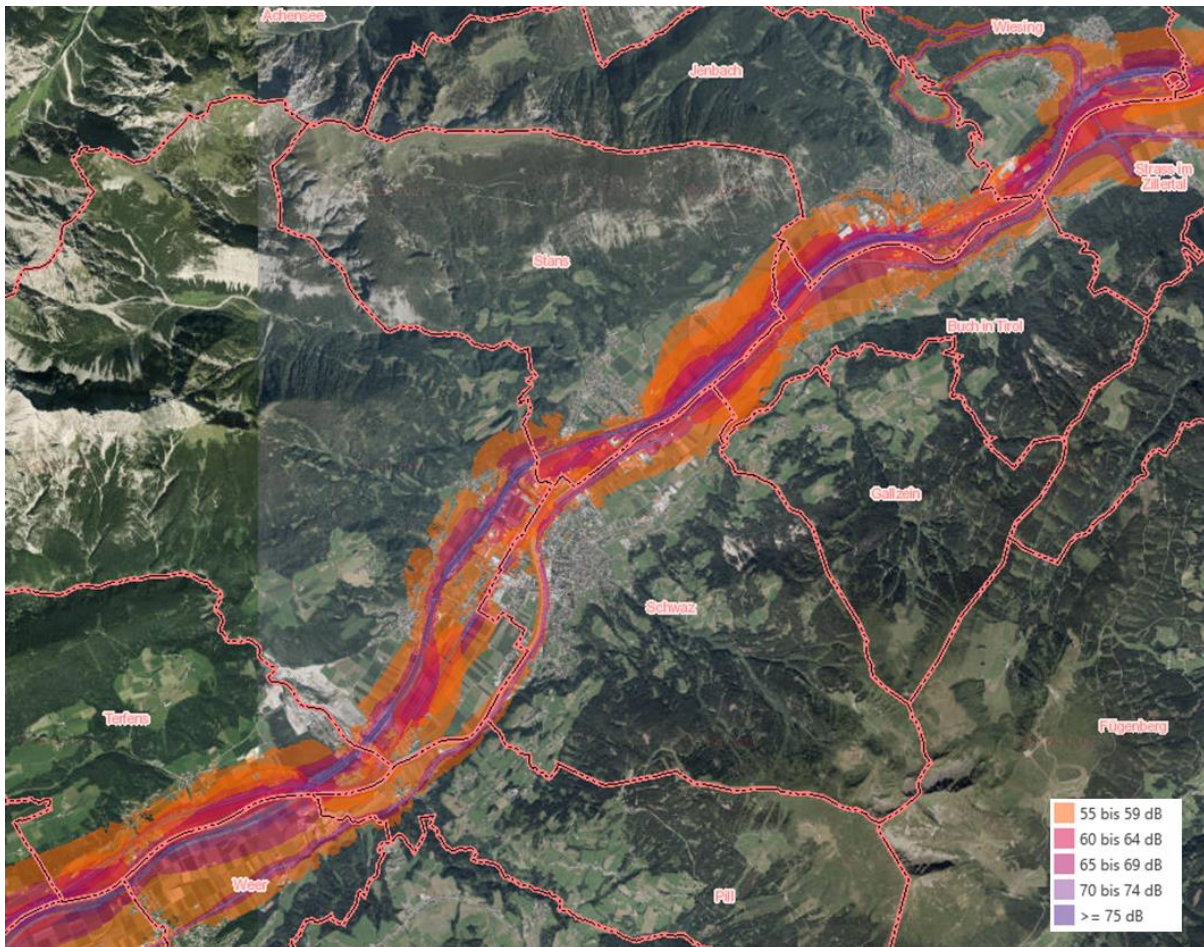 Achensee
Wiesing
Jenbach
Strass im
Zillertal
Stans
Buch in Tirol
Gallzein
Schwaz
Terfens
Fügenberg
Weer
Pill
55 bis 59 dB
60 bis 64 dB
65 bis 69 dB
70 bis 74 dB
>= 75 dB